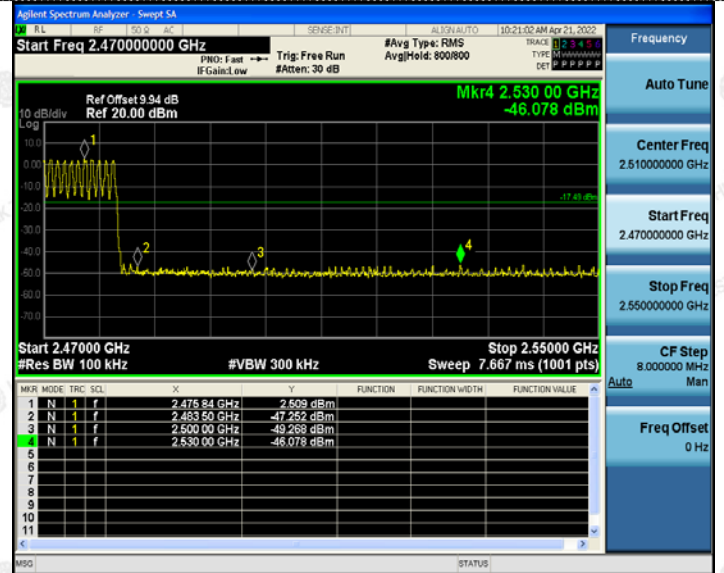 Agilent Spectrum Analyzer - Swept SA
RL RF 50 Ω AC SENSE:INT ALIGNAUTO 10:21:02 AM Apr 21, 2022
Start Freq 2.470000000 GHz
PNO: Fast
IFGain:Low
Trig: Free Run
#Atten: 30 dB
#Avg Type: RMS
Avg|Hold: 800/800
TRACE 1 2 3 4 5 6
TYPE MWWWWW
DET P P P P P P
Ref Offset 9.94 dB
Ref 20.00 dBm
10 dB/div
Log
Mkr4 2.530 00 GHz
-46.078 dBm
10.0
0.00
-10.0
-20.0
-30.0
-40.0
-50.0
-60.0
-70.0
1
2
3
4
-17.43 dBm
Start 2.47000 GHz Stop 2.55000 GHz
#Res BW 100 kHz #VBW 300 kHz Sweep 7.667 ms (1001 pts)
MKR MODE TRC SCL X Y FUNCTION FUNCTION WIDTH FUNCTION VALUE
1 N 1 f 2.475 84 GHz 2.509 dBm
2 N 1 f 2.483 50 GHz -47.252 dBm
3 N 1 f 2.500 00 GHz -49.268 dBm
4 N 1 f 2.530 00 GHz -46.078 dBm
5
6
7
8
9
10
11
MSG STATUS
Frequency
Auto Tune
Center Freq
2.510000000 GHz
Start Freq
2.470000000 GHz
Stop Freq
2.550000000 GHz
CF Step
8.000000 MHz
Auto Man
Freq Offset
0 Hz